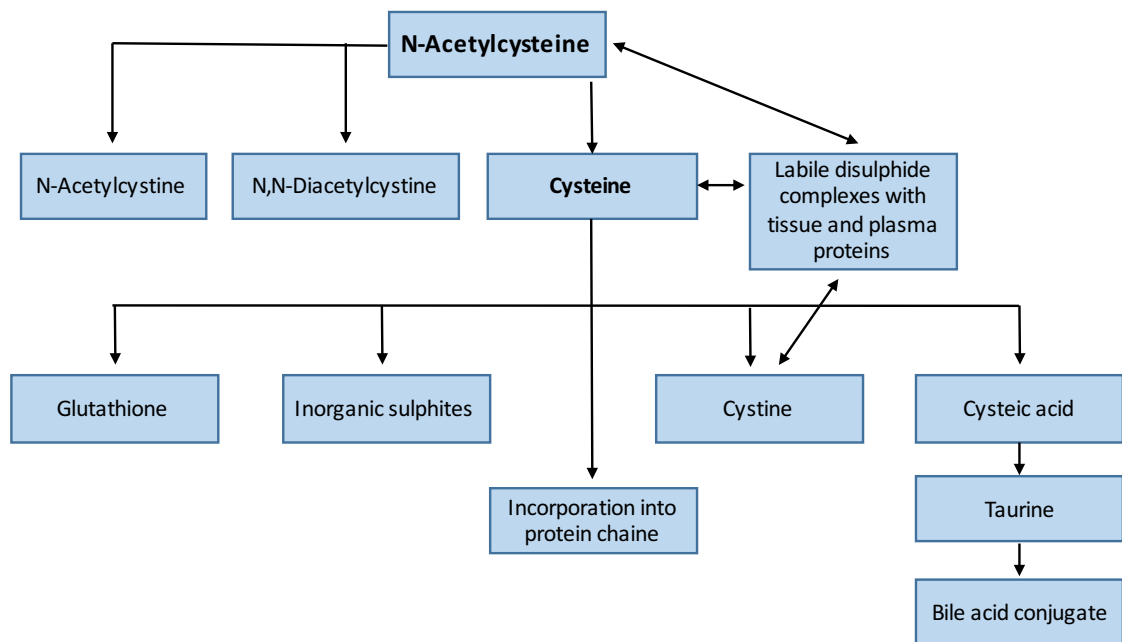 N-Acetylcysteine
N-Acetylcystine
N,N-Diacetylcystine
Cysteine
Labile disulphide
complexes with
tissue and plasma
proteins
Glutathione
Inorganic sulphites
Cystine
Cysteic acid
Incorporation into
protein chaine
Taurine
Bile acid conjugate